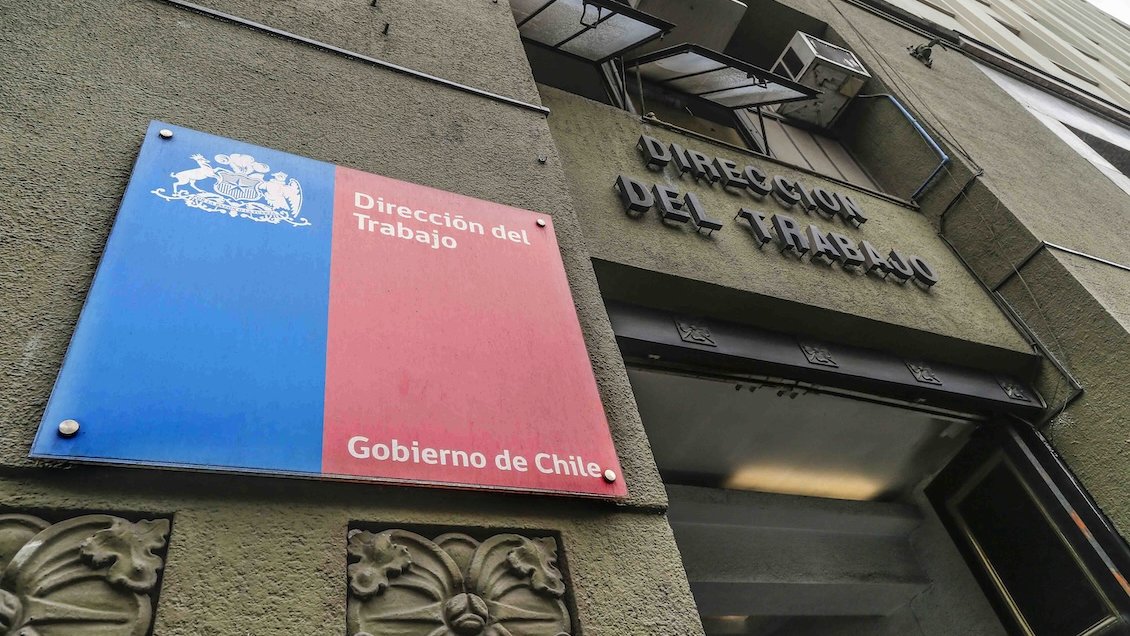 Dirección del
Trabajo
Gobierno de Chile
DIRECCION
DEL TRABAJO